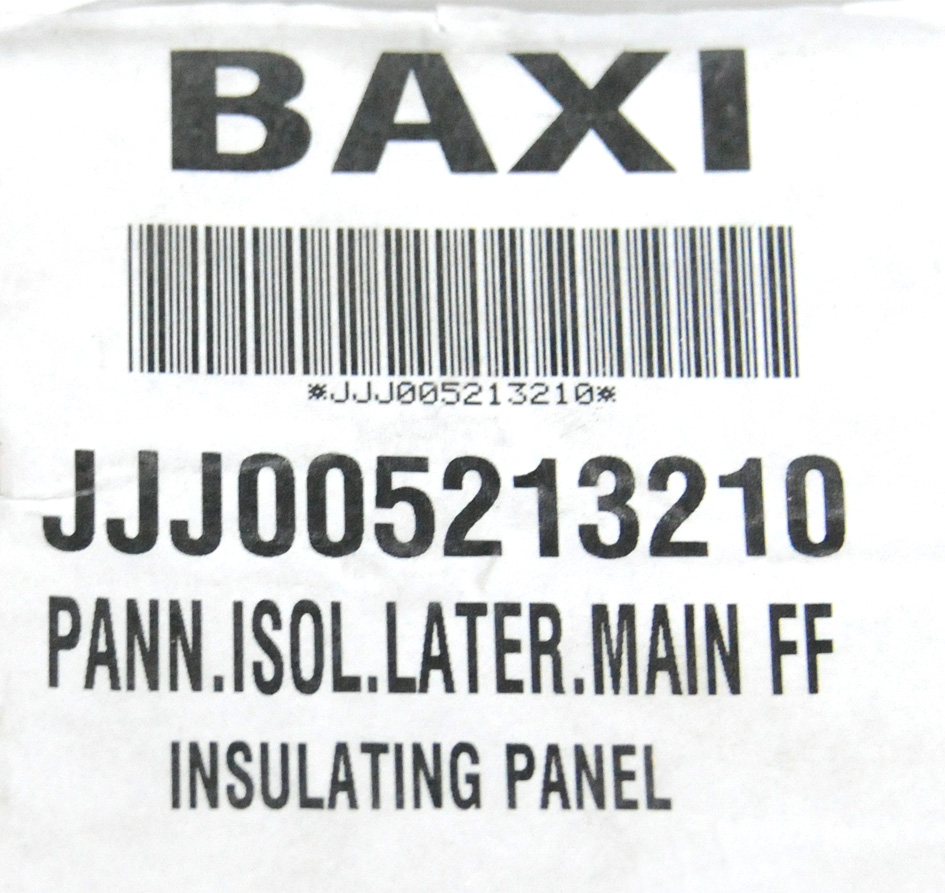 BAXI
*JJJ005213210*
JJJ005213210
PANN.ISOL.LATER.MAIN FF
INSULATING PANEL